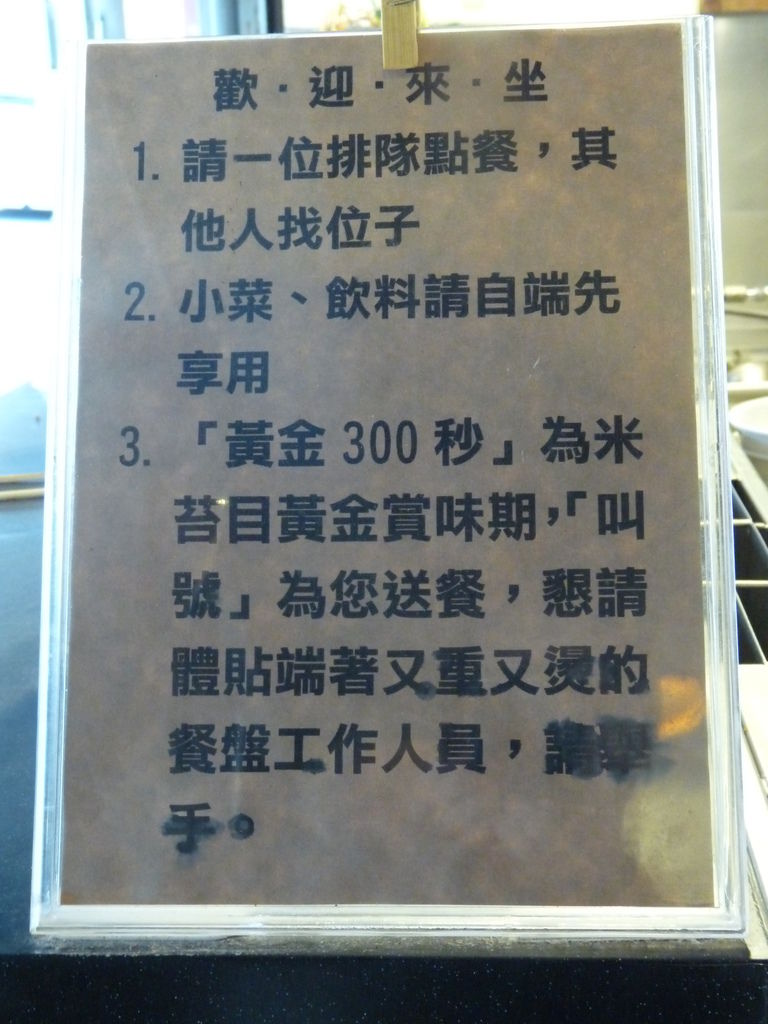 歡·迎·來·坐
1. 請一位排隊點餐，其
他人找位子
2. 小菜、飲料請自端先
享用
3. 「黃金 300 秒」為米
苔目黃金賞味期，「叫
號」為您送餐，懇請
體貼端著又重又燙的
餐盤工作人員，請舉
手。